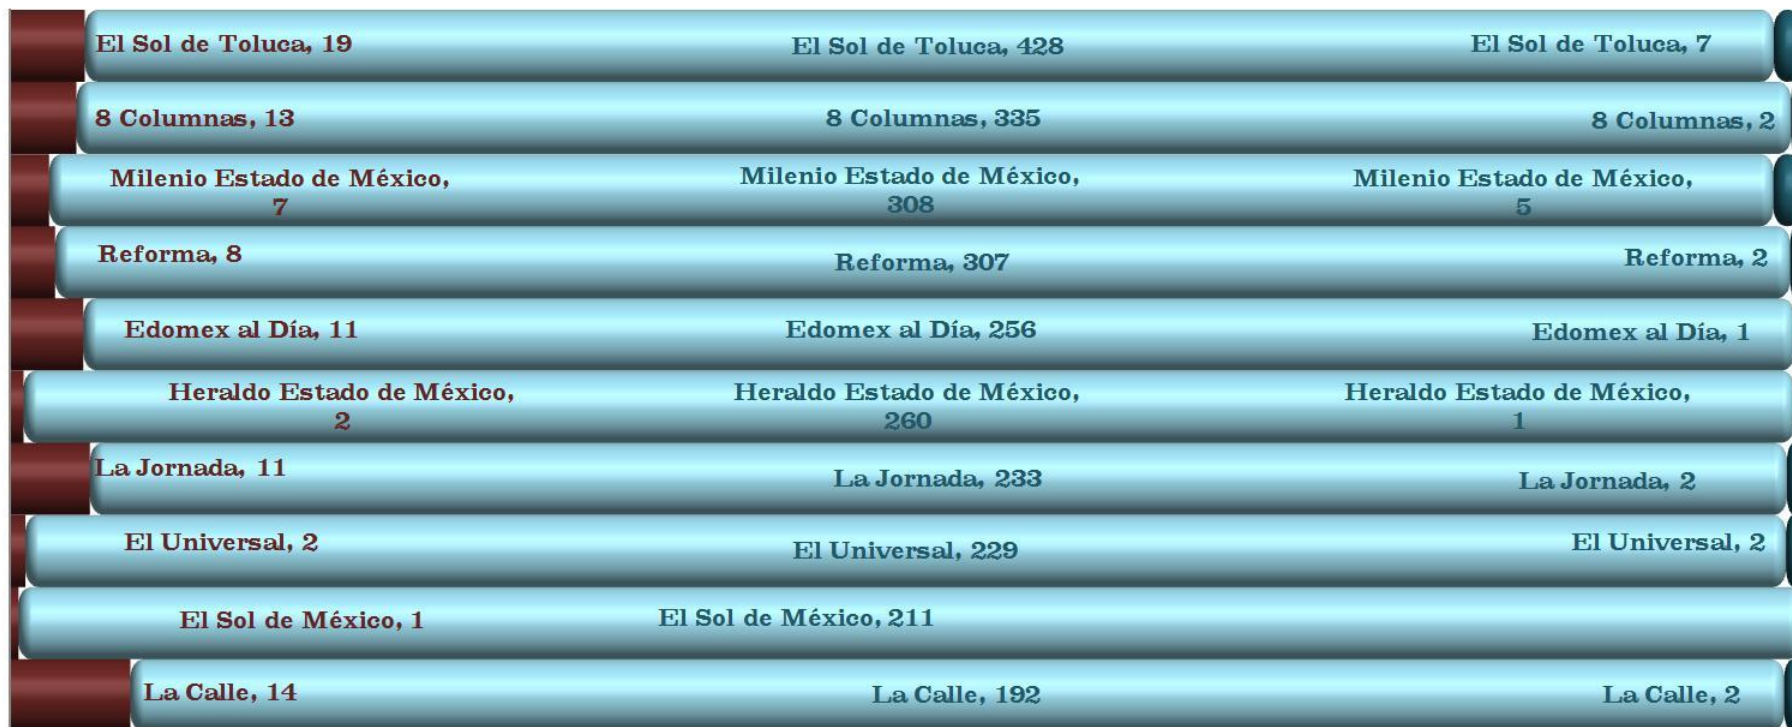 El Sol de Toluca, 19
El Sol de Toluca, 428
El Sol de Toluca, 7
8 Columnas, 13
8 Columnas, 335
8 Columnas, 2
Milenio Estado de México,
7
Milenio Estado de México,
308
Milenio Estado de México,
5
Reforma, 8
Reforma, 307
Reforma, 2
Edomex al Día, 11
Edomex al Día, 256
Edomex al Día, 1
Heraldo Estado de México,
2
Heraldo Estado de México,
260
Heraldo Estado de México,
1
La Jornada, 11
La Jornada, 233
La Jornada, 2
El Universal, 2
El Universal, 229
El Universal, 2
El Sol de México, 1
El Sol de México, 211
La Calle, 14
La Calle, 192
La Calle, 2